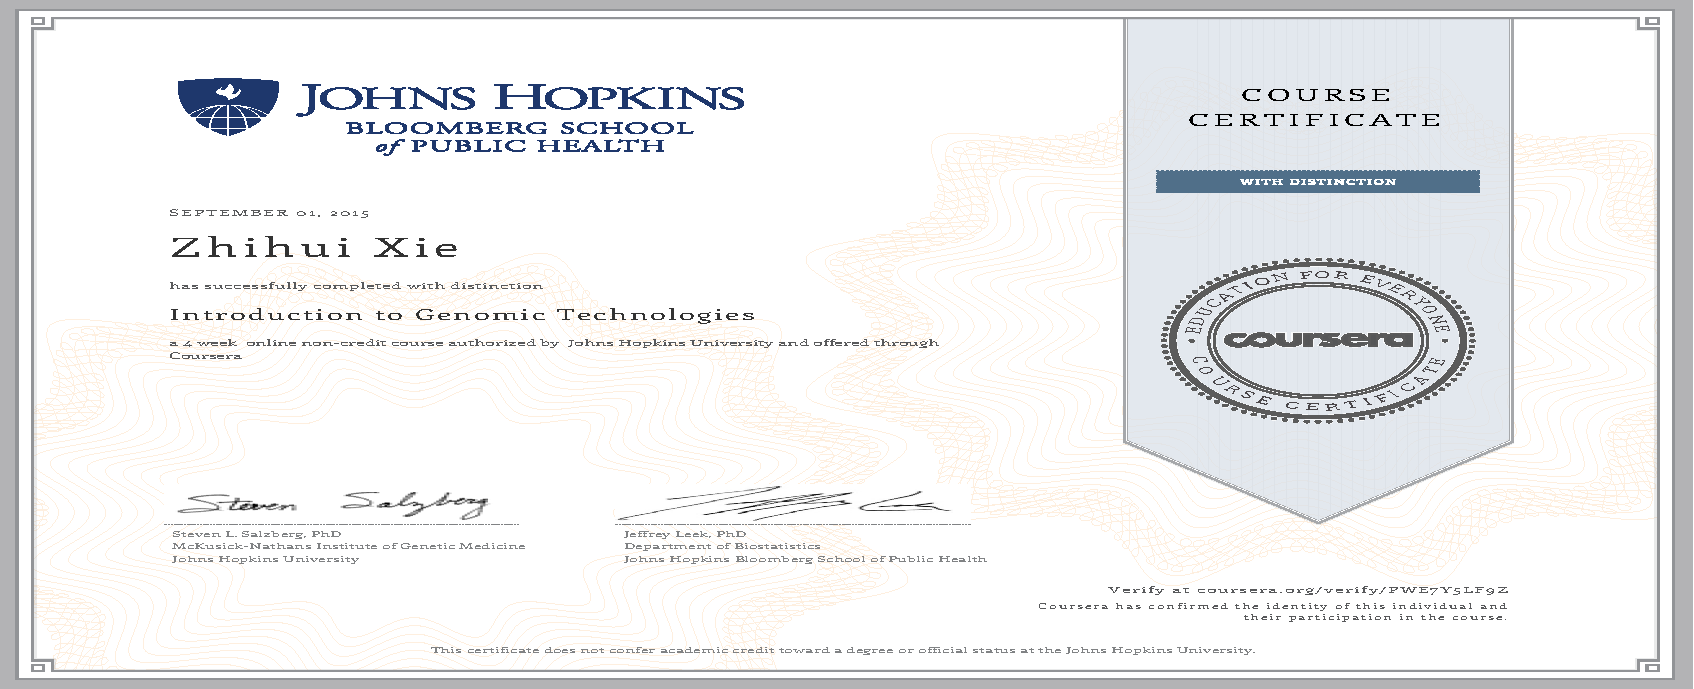 JOHNS HOPKINS
BLOOMBERG SCHOOL
of PUBLIC HEALTH
COURSE
CERTIFICATE
WITH DISTINCTION
SEPTEMBER 01, 2015
Zhihui Xie
has successfully completed with distinction
Introduction to Genomic Technologies
a 4 week online non-credit course authorized by Johns Hopkins University and offered through
Coursera
EDUCATION FOR EVERYONE
coursera
COURSE CERTIFICATE
Steven Salzberg
Steven L. Salzberg, PhD
McKusick-Nathans Institute of Genetic Medicine
Johns Hopkins University
Jeffrey Leek, PhD
Department of Biostatistics
Johns Hopkins Bloomberg School of Public Health
Verify at coursera.org/verify/PWE7Y5LF9Z
Coursera has confirmed the identity of this individual and
their participation in the course.
This certificate does not confer academic credit toward a degree or official status at the Johns Hopkins University.